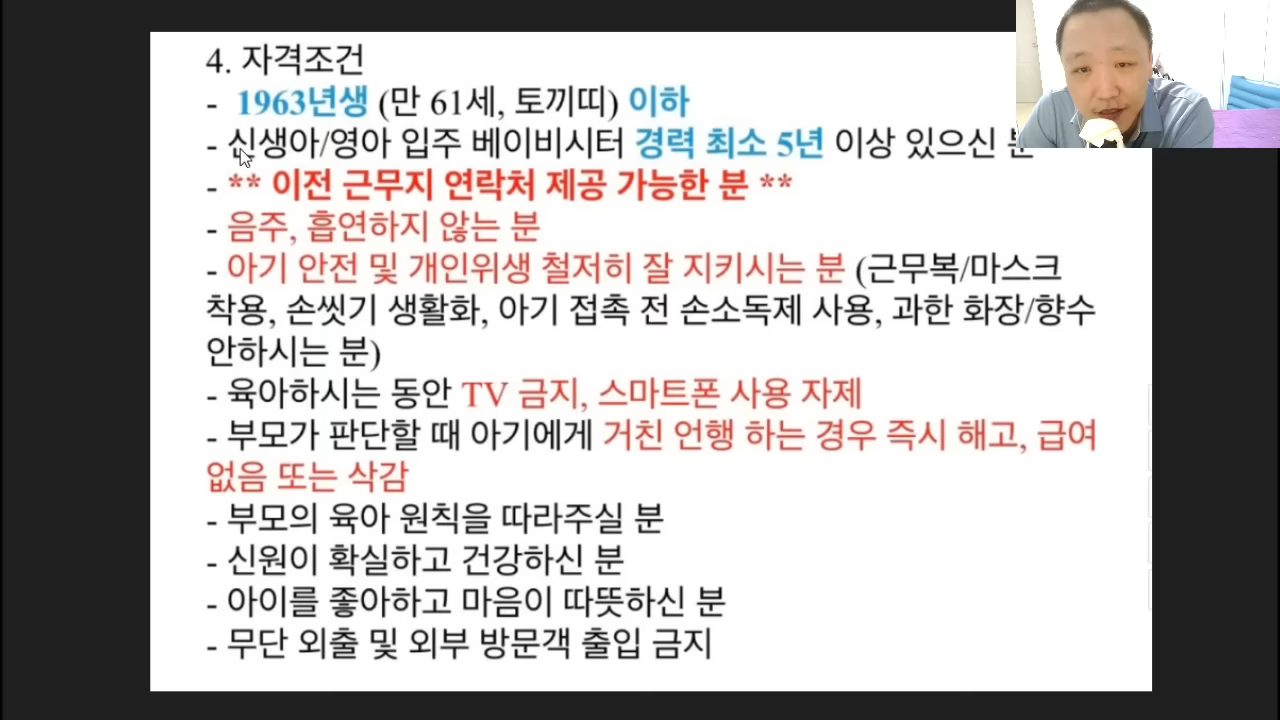 4. 자격조건
- 1963년생 (만 61세, 토끼띠) 이하
- 신생아/영아 입주 베이비시터 경력 최소 5년 이상 있으신
- ** 이전 근무지 연락처 제공 가능한 분 **
- 음주, 흡연하지 않는 분
- 아기 안전 및 개인위생 철저히 잘 지키시는 분 (근무복/마스크
착용, 손씻기 생활화, 아기 접촉 전 손소독제 사용, 과한 화장/향수
안하시는 분)
- 육아하시는 동안 TV 금지, 스마트폰 사용 자제
- 부모가 판단할 때 아기에게 거친 언행 하는 경우 즉시 해고, 급여
없음 또는 삭감
- 부모의 육아 원칙을 따라주실 분
- 신원이 확실하고 건강하신 분
- 아이를 좋아하고 마음이 따뜻하신 분
- 무단 외출 및 외부 방문객 출입 금지